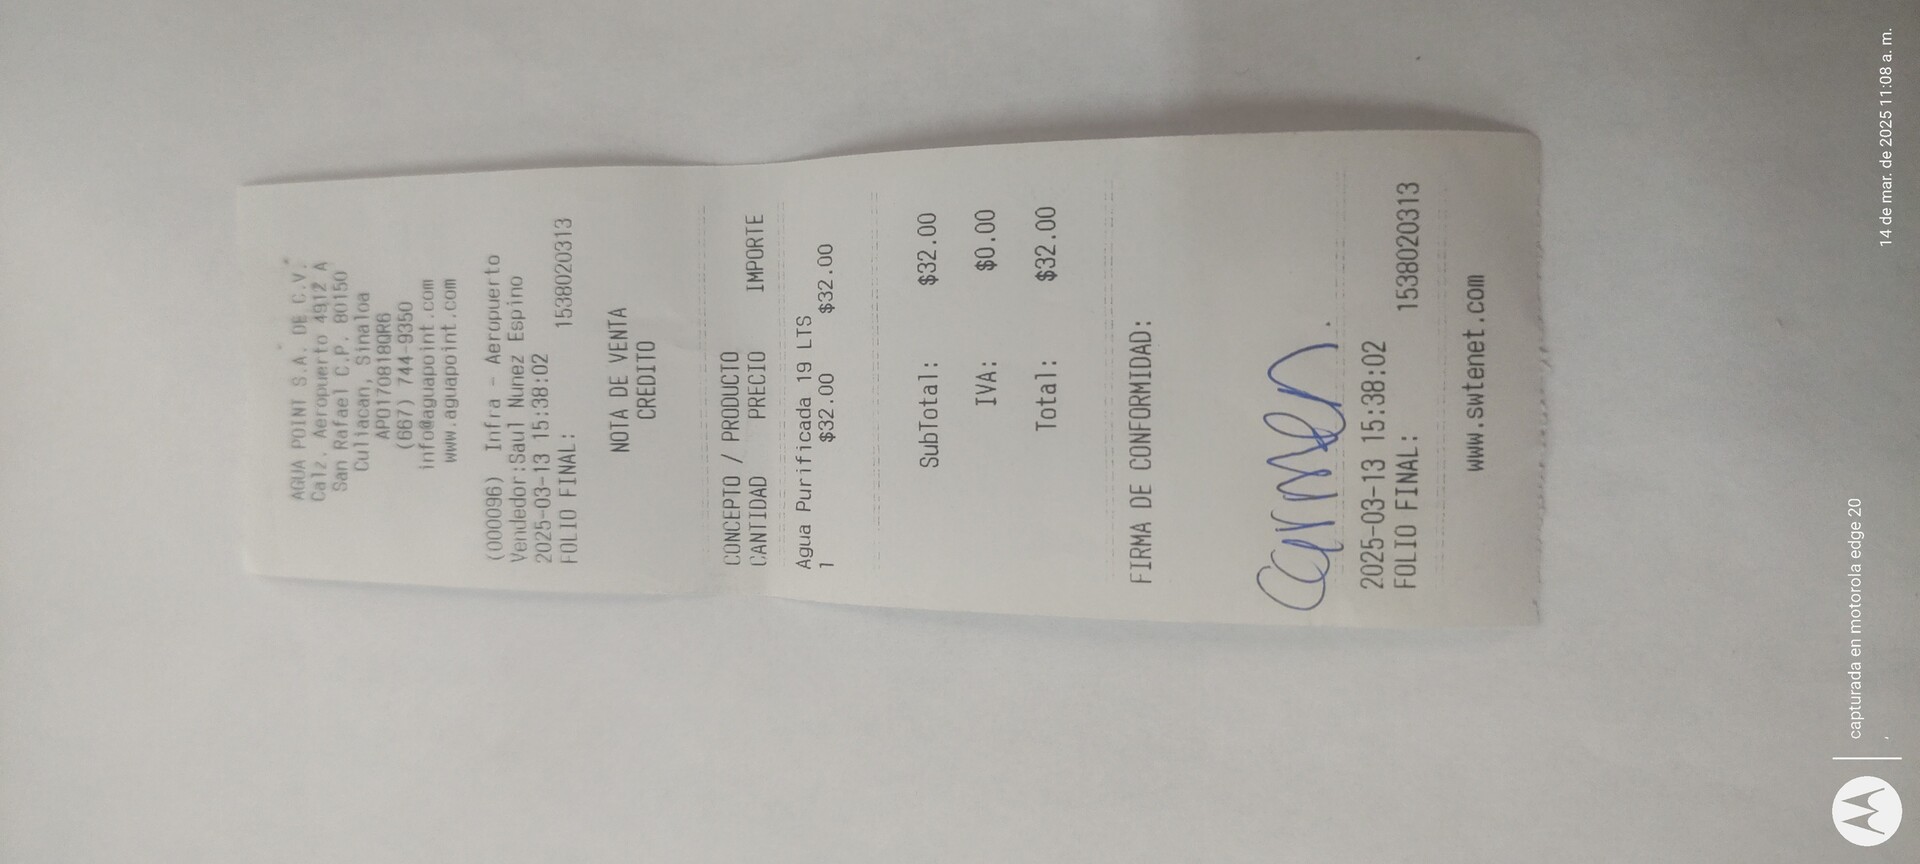 AGUA POINT S.A. DE C.V.
Calz. Aeropuerto 4912 A
San Rafael C.P. 80150
Culiacan, Sinaloa
APO170818QR6
(667) 744-9350
info@aguapoint.com
www.aguapoint.com
(000096) Infra - Aeropuerto
Vendedor:Saul Nunez Espino
2025-03-13 15:38:02
FOLIO FINAL: 1538020313
NOTA DE VENTA
CREDITO
CONCEPTO / PRODUCTO
CANTIDAD PRECIO IMPORTE
Agua Purificada 19 LTS
1 $32.00 $32.00
SubTotal: $32.00
IVA: $0.00
Total: $32.00
FIRMA DE CONFORMIDAD:
Carmen.
2025-03-13 15:38:02
FOLIO FINAL: 1538020313
www.swtenet.com
capturada en motorola edge 20
,
14 de mar. de 2025 11:08 a. m.